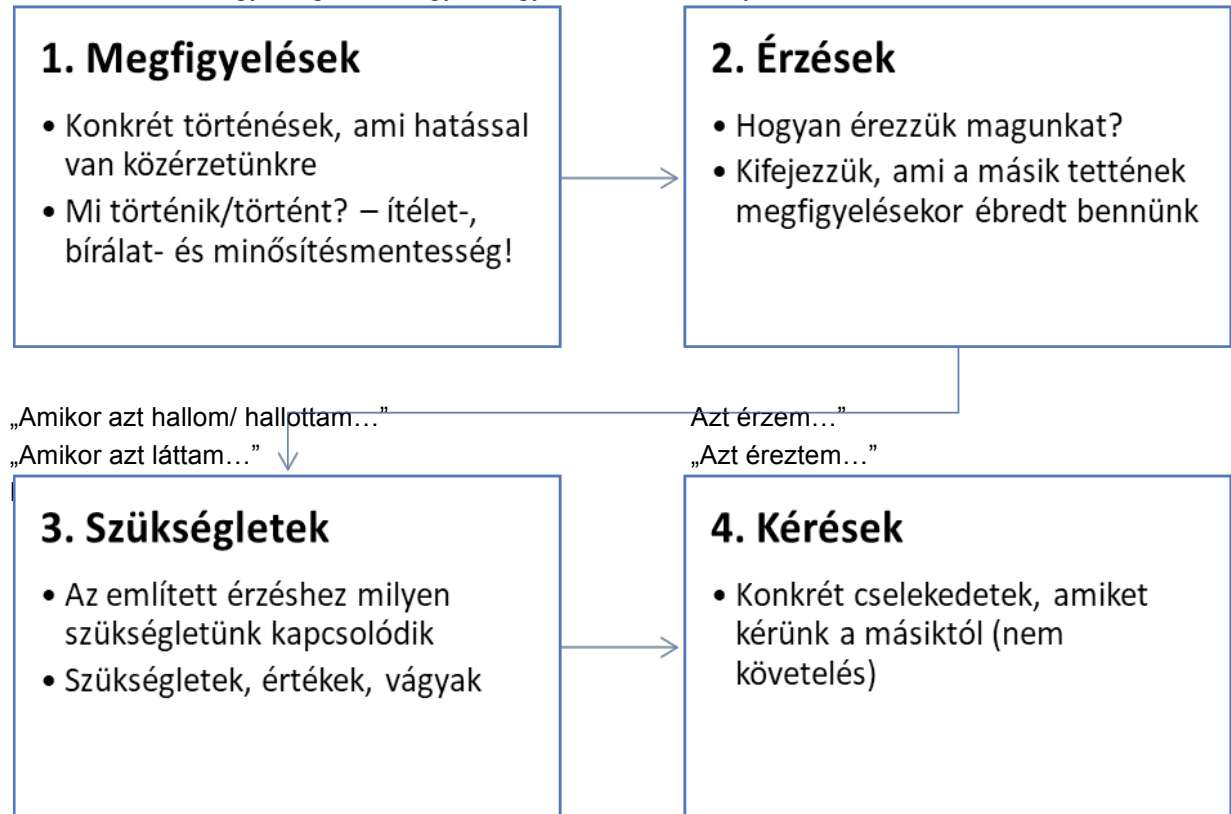 1. Megfigyelések
• Konkrét történések, ami hatással
van közérzetünkre
• Mi történik/történt? – ítélet-,
bírálat- és minősítésmentesség!
2. Érzések
• Hogyan érezzük magunkat?
• Kifejezzük, ami a másik tettének
megfigyelésekor ébredt bennünk
„Amikor azt hallom/ hallottam…”
Azt érzem…”
„Amikor azt láttam…”
„Azt éreztem…”
3. Szükségletek
• Az említett érzéshez milyen
szükségletünk kapcsolódik
• Szükségletek, értékek, vágyak
4. Kérések
• Konkrét cselekedetek, amiket
kérünk a másiktól (nem
követelés)